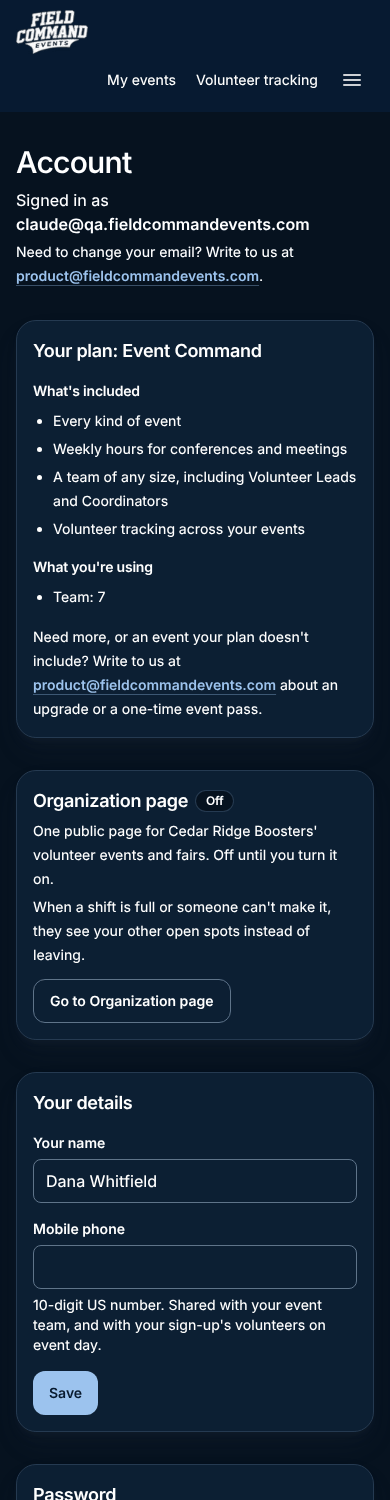 FIELD
COMMAND
EVENTS
My events
Volunteer tracking
Account
Signed in as
claude@qa.fieldcommandevents.com
Need to change your email? Write to us at
product@fieldcommandevents.com.
Your plan: Event Command
What's included
Every kind of event
Weekly hours for conferences and meetings
A team of any size, including Volunteer Leads
and Coordinators
Volunteer tracking across your events
What you're using
Team: 7
Need more, or an event your plan doesn't
include? Write to us at
product@fieldcommandevents.com about an
upgrade or a one-time event pass.
Organization page Off
One public page for Cedar Ridge Boosters'
volunteer events and fairs. Off until you turn it
on.
When a shift is full or someone can't make it,
they see your other open spots instead of
leaving.
Go to Organization page
Your details
Your name
Dana Whitfield
Mobile phone
10-digit US number. Shared with your event
team, and with your sign-up's volunteers on
event day.
Save
Password